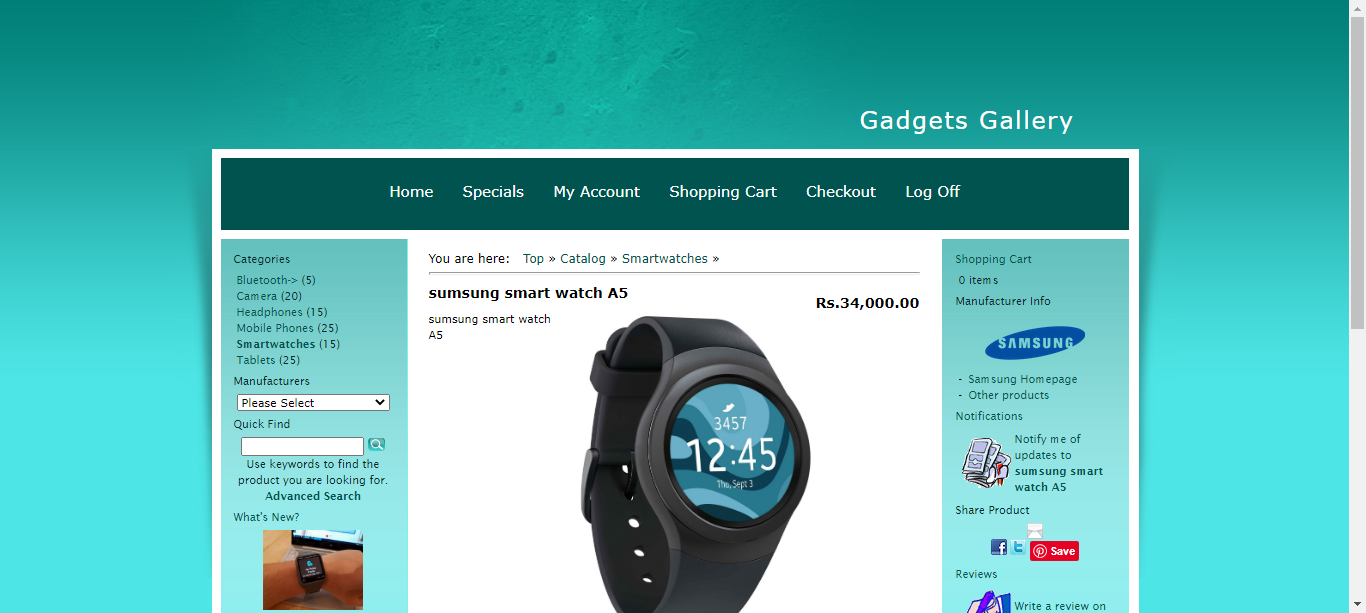 Gadgets Gallery
Home Specials My Account Shopping Cart Checkout Log Off
Categories
Bluetooth-> (5)
Camera (20)
Headphones (15)
Mobile Phones (25)
Smartwatches (15)
Tablets (25)
Manufacturers
Please Select
Quick Find
Use keywords to find the
product you are looking for.
Advanced Search
What's New?
You are here: Top » Catalog » Smartwatches »
sumsung smart watch A5
Rs.34,000.00
sumsung smart watch
A5
3457
12:45
Thu, Sept 3
Shopping Cart
0 items
Manufacturer Info
SAMSUNG
- Samsung Homepage
- Other products
Notifications
Notify me of
updates to
sumsung smart
watch A5
Share Product
Save
Reviews
Write a review on